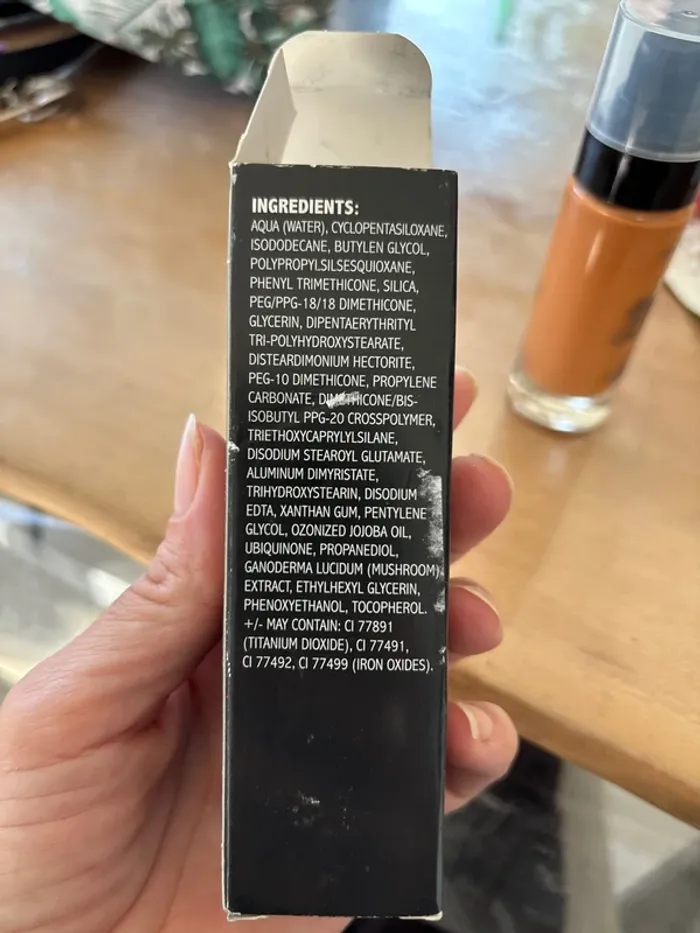 INGREDIENTS:
AQUA (WATER), CYCLOPENTASILOXANE,
ISODODECANE, BUTYLEN GLYCOL,
POLYPROPYLSILSESQUIOXANE,
PHENYL TRIMETHICONE, SILICA,
PEG/PPG-18/18 DIMETHICONE,
GLYCERIN, DIPENTAERYTHRITYL
TRI-POLYHYDROXYSTEARATE,
DISTEARDIMONIUM HECTORITE,
PEG-10 DIMETHICONE, PROPYLENE
CARBONATE, DIMETHICONE/BIS-
ISOBUTYL PPG-20 CROSSPOLYMER,
TRIETHOXYCAPRYLYLSILANE,
DISODIUM STEAROYL GLUTAMATE,
ALUMINUM DIMYRISTATE,
TRIHYDROXYSTEARIN, DISODIUM
EDTA, XANTHAN GUM, PENTYLENE
GLYCOL, OZONIZED JOJOBA OIL,
UBIQUINONE, PROPANEDIOL,
GANODERMA LUCIDUM (MUSHROOM)
EXTRACT, ETHYLHEXYL GLYCERIN,
PHENOXYETHANOL, TOCOPHEROL.
+/- MAY CONTAIN: CI 77891
(TITANIUM DIOXIDE), CI 77491,
CI 77492, CI 77499 (IRON OXIDES).